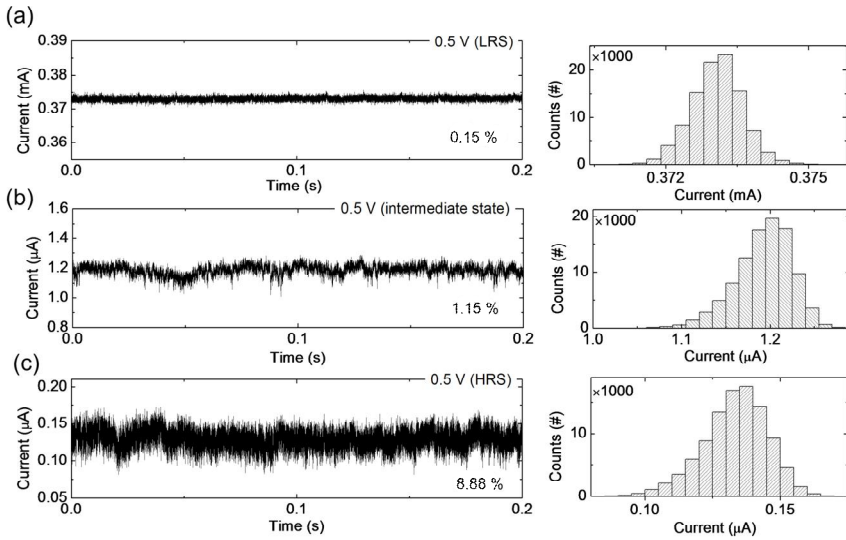 (a)
0.5 V (LRS)
0.39
0.38
0.37
0.36
Current (mA)
0.15 %
0.0
0.1
0.2
Time (s)
×1000
20
10
0
Counts (#)
0.372
0.375
Current (mA)
(b)
0.5 V (intermediate state)
1.6
1.4
1.2
1.0
0.8
Current (μA)
1.15 %
0.0
0.1
0.2
Time (s)
×1000
20
10
0
Counts (#)
1.0
1.1
1.2
Current (μA)
(c)
0.5 V (HRS)
0.20
0.15
0.10
0.05
Current (μA)
8.88 %
0.0
0.1
0.2
Time (s)
×1000
10
0
Counts (#)
0.10
0.15
Current (μA)